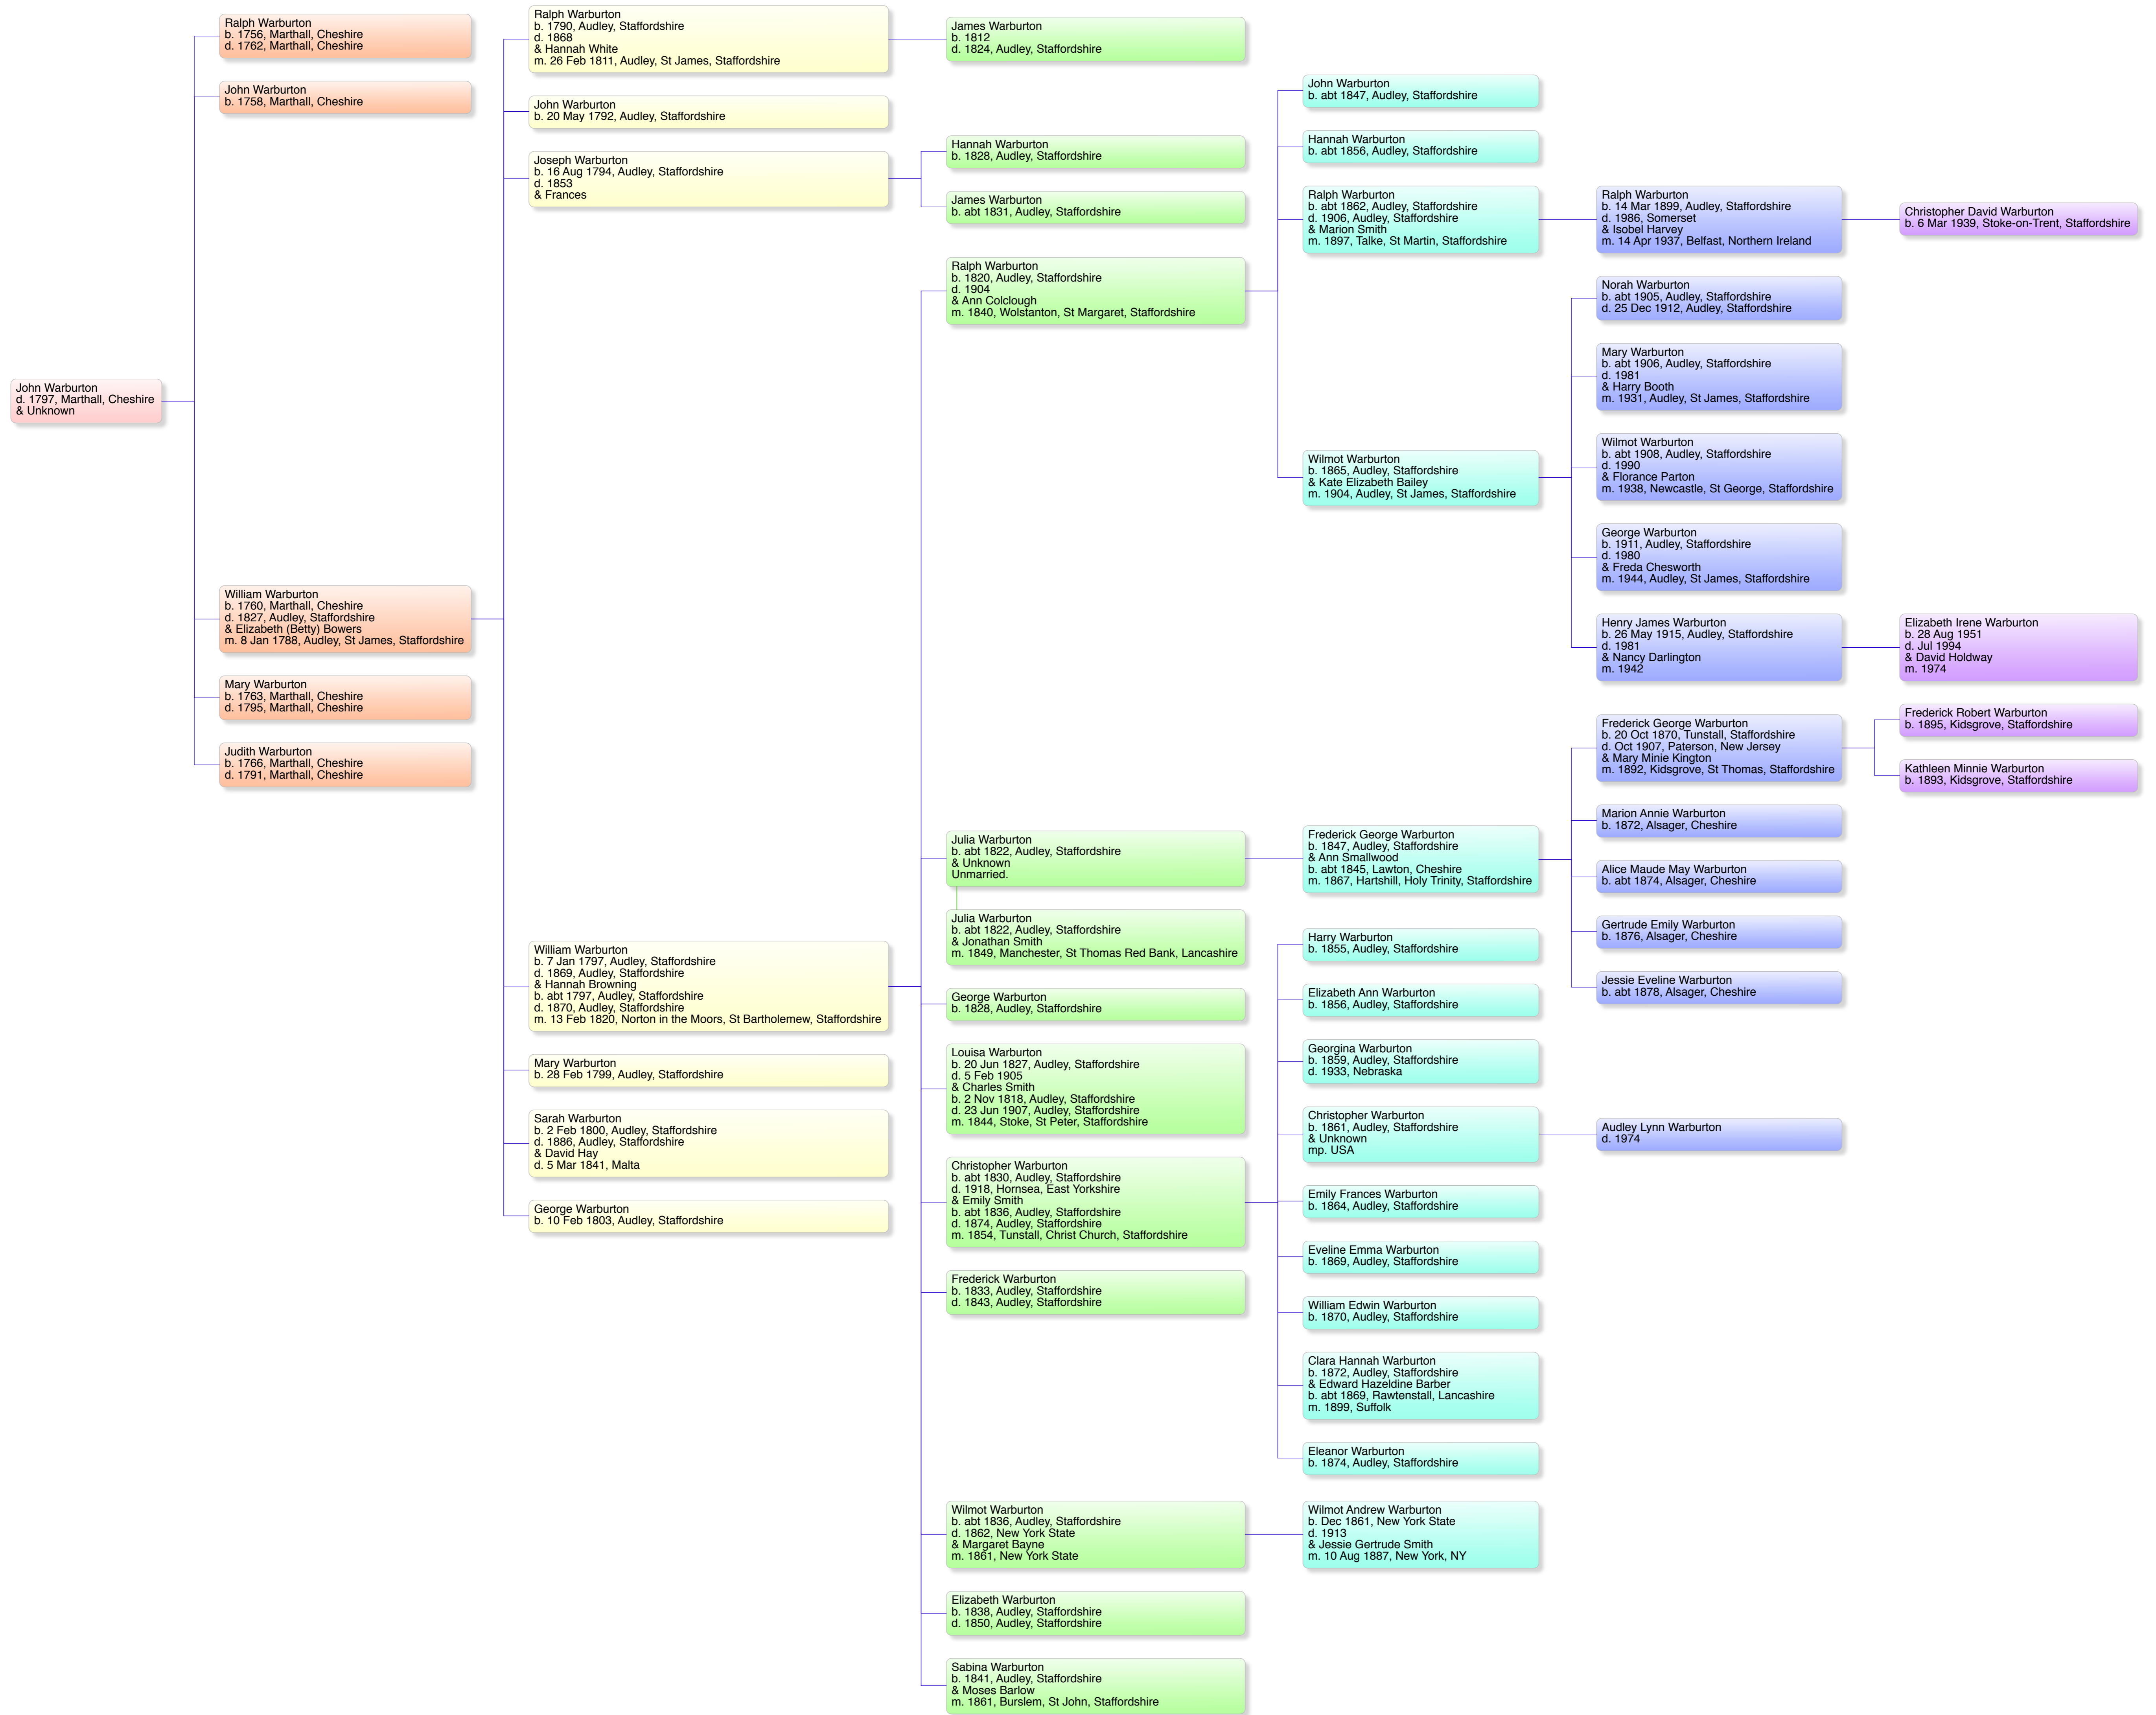 John Warburton
d. 1797, Marthall, Cheshire
& Unknown
Ralph Warburton
b. 1756, Marthall, Cheshire
d. 1762, Marthall, Cheshire
John Warburton
b. 1758, Marthall, Cheshire
William Warburton
b. 1760, Marthall, Cheshire
d. 1827, Audley, Staffordshire
& Elizabeth (Betty) Bowers
m. 8 Jan 1788, Audley, St James, Staffordshire
Mary Warburton
b. 1763, Marthall, Cheshire
d. 1795, Marthall, Cheshire
Judith Warburton
b. 1766, Marthall, Cheshire
d. 1791, Marthall, Cheshire
Ralph Warburton
b. 1790, Audley, Staffordshire
d. 1868
& Hannah White
m. 26 Feb 1811, Audley, St James, Staffordshire
John Warburton
b. 20 May 1792, Audley, Staffordshire
Joseph Warburton
b. 16 Aug 1794, Audley, Staffordshire
d. 1853
& Frances
William Warburton
b. 7 Jan 1797, Audley, Staffordshire
d. 1869, Audley, Staffordshire
& Hannah Browning
b. abt 1797, Audley, Staffordshire
d. 1870, Audley, Staffordshire
m. 13 Feb 1820, Norton in the Moors, St Bartholemew, Staffordshire
Mary Warburton
b. 28 Feb 1799, Audley, Staffordshire
Sarah Warburton
b. 2 Feb 1800, Audley, Staffordshire
d. 1886, Audley, Staffordshire
& David Hay
d. 5 Mar 1841, Malta
George Warburton
b. 10 Feb 1803, Audley, Staffordshire
James Warburton
b. 1812
d. 1824, Audley, Staffordshire
Hannah Warburton
b. 1828, Audley, Staffordshire
James Warburton
b. abt 1831, Audley, Staffordshire
Ralph Warburton
b. 1820, Audley, Staffordshire
d. 1904
& Ann Colclough
m. 1840, Wolstanton, St Margaret, Staffordshire
Julia Warburton
b. abt 1822, Audley, Staffordshire
& Unknown
Unmarried.
Julia Warburton
b. abt 1822, Audley, Staffordshire
& Jonathan Smith
m. 1849, Manchester, St Thomas Red Bank, Lancashire
George Warburton
b. 1828, Audley, Staffordshire
Louisa Warburton
b. 20 Jun 1827, Audley, Staffordshire
d. 5 Feb 1905
& Charles Smith
b. 2 Nov 1818, Audley, Staffordshire
d. 23 Jun 1907, Audley, Staffordshire
m. 1844, Stoke, St Peter, Staffordshire
Christopher Warburton
b. abt 1830, Audley, Staffordshire
d. 1918, Hornsea, East Yorkshire
& Emily Smith
b. abt 1836, Audley, Staffordshire
d. 1874, Audley, Staffordshire
m. 1854, Tunstall, Christ Church, Staffordshire
Frederick Warburton
b. 1833, Audley, Staffordshire
d. 1843, Audley, Staffordshire
Wilmot Warburton
b. abt 1836, Audley, Staffordshire
d. 1862, New York State
& Margaret Bayne
m. 1861, New York State
Elizabeth Warburton
b. 1838, Audley, Staffordshire
d. 1850, Audley, Staffordshire
Sabina Warburton
b. 1841, Audley, Staffordshire
& Moses Barlow
m. 1861, Burslem, St John, Staffordshire
John Warburton
b. abt 1847, Audley, Staffordshire
Hannah Warburton
b. abt 1856, Audley, Staffordshire
Ralph Warburton
b. abt 1862, Audley, Staffordshire
d. 1906, Audley, Staffordshire
& Marion Smith
m. 1897, Talke, St Martin, Staffordshire
Wilmot Warburton
b. 1865, Audley, Staffordshire
& Kate Elizabeth Bailey
m. 1904, Audley, St James, Staffordshire
Frederick George Warburton
b. 1847, Audley, Staffordshire
& Ann Smallwood
b. abt 1845, Lawton, Cheshire
m. 1867, Hartshill, Holy Trinity, Staffordshire
Harry Warburton
b. 1855, Audley, Staffordshire
Elizabeth Ann Warburton
b. 1856, Audley, Staffordshire
Georgina Warburton
b. 1859, Audley, Staffordshire
d. 1933, Nebraska
Christopher Warburton
b. 1861, Audley, Staffordshire
& Unknown
mp. USA
Emily Frances Warburton
b. 1864, Audley, Staffordshire
Eveline Emma Warburton
b. 1869, Audley, Staffordshire
William Edwin Warburton
b. 1870, Audley, Staffordshire
Clara Hannah Warburton
b. 1872, Audley, Staffordshire
& Edward Hazeldine Barber
b. abt 1869, Rawtenstall, Lancashire
m. 1899, Suffolk
Eleanor Warburton
b. 1874, Audley, Staffordshire
Wilmot Andrew Warburton
b. Dec 1861, New York State
d. 1913
& Jessie Gertrude Smith
m. 10 Aug 1887, New York, NY
Ralph Warburton
b. 14 Mar 1899, Audley, Staffordshire
d. 1986, Somerset
& Isobel Harvey
m. 14 Apr 1937, Belfast, Northern Ireland
Norah Warburton
b. abt 1905, Audley, Staffordshire
d. 25 Dec 1912, Audley, Staffordshire
Mary Warburton
b. abt 1906, Audley, Staffordshire
d. 1981
& Harry Booth
m. 1931, Audley, St James, Staffordshire
Wilmot Warburton
b. abt 1908, Audley, Staffordshire
d. 1990
& Florance Parton
m. 1938, Newcastle, St George, Staffordshire
George Warburton
b. 1911, Audley, Staffordshire
d. 1980
& Freda Chesworth
m. 1944, Audley, St James, Staffordshire
Henry James Warburton
b. 26 May 1915, Audley, Staffordshire
d. 1981
& Nancy Darlington
m. 1942
Frederick George Warburton
b. 20 Oct 1870, Tunstall, Staffordshire
d. Oct 1907, Paterson, New Jersey
& Mary Minie Kington
m. 1892, Kidsgrove, St Thomas, Staffordshire
Marion Annie Warburton
b. 1872, Alsager, Cheshire
Alice Maude May Warburton
b. abt 1874, Alsager, Cheshire
Gertrude Emily Warburton
b. 1876, Alsager, Cheshire
Jessie Eveline Warburton
b. abt 1878, Alsager, Cheshire
Audley Lynn Warburton
d. 1974
Christopher David Warburton
b. 6 Mar 1939, Stoke-on-Trent, Staffordshire
Elizabeth Irene Warburton
b. 28 Aug 1951
d. Jul 1994
& David Holdway
m. 1974
Frederick Robert Warburton
b. 1895, Kidsgrove, Staffordshire
Kathleen Minnie Warburton
b. 1893, Kidsgrove, Staffordshire